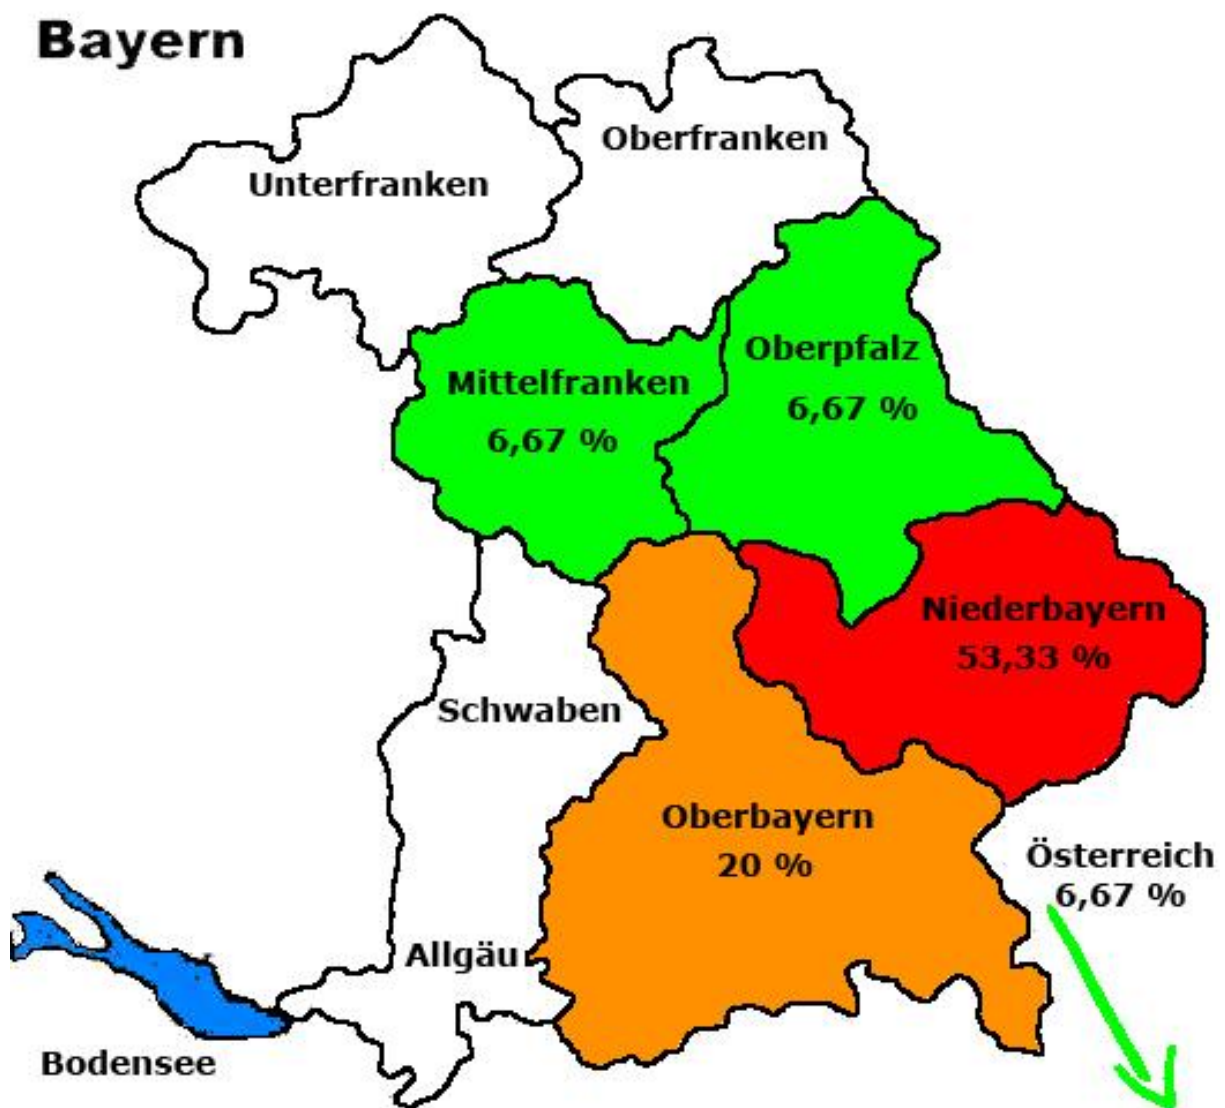 Bayern
Unterfranken
Oberfranken
Mittelfranken
6,67 %
Oberpfalz
6,67 %
Niederbayern
53,33 %
Schwaben
Oberbayern
20 %
Österreich
6,67 %
Allgäu
Bodensee